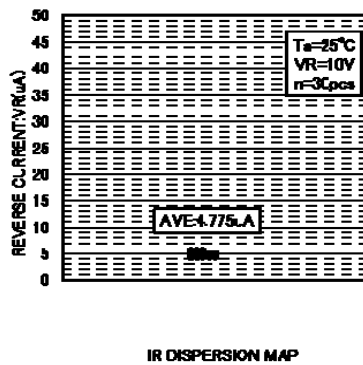 50
45
40
35
30
25
20
15
10
5
0
REVERSE CURRENT:VR(uA)
Ta=25°C
VR=10V
n=30pcs
AVE:4.775uA
IR DISPERSION MAP